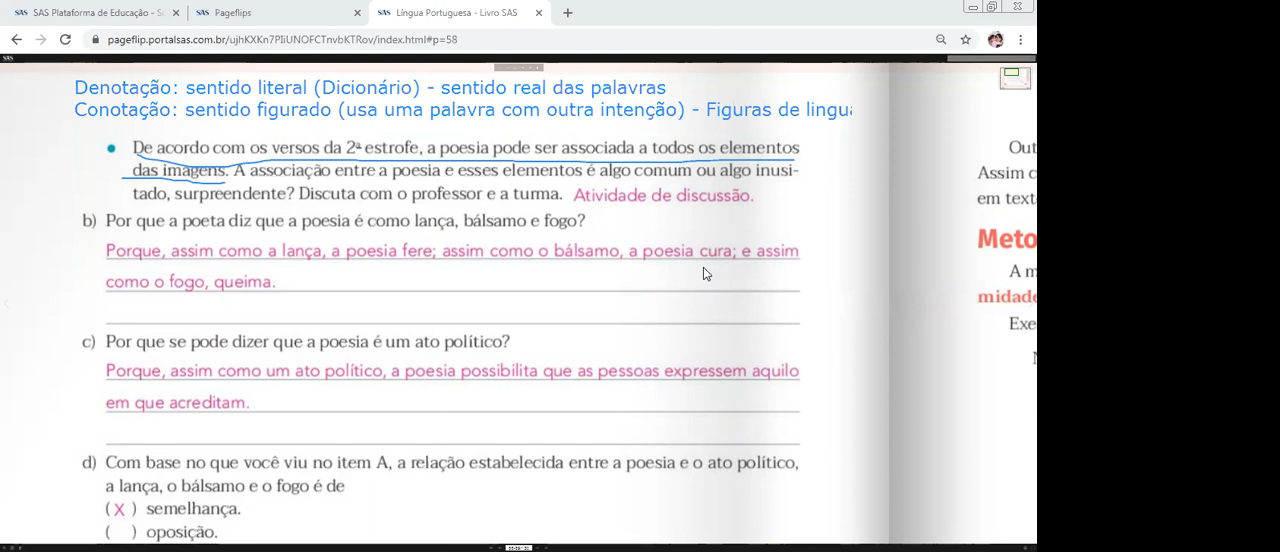 SAS SAS Plataforma de Educação - So
SAS Pageflips
SAS Língua Portuguesa - Livro SAS
pageflip.portalsas.com.br/ujhKXKn7PIiUNOFCTnvbKTRov/index.html#p=58
SAS
Denotação: sentido literal (Dicionário) - sentido real das palavras
Conotação: sentido figurado (usa uma palavra com outra intenção) - Figuras de lingua
• De acordo com os versos da 2ª estrofe, a poesia pode ser associada a todos os elementos
das imagens. A associação entre a poesia e esses elementos é algo comum ou algo inusi-
tado, surpreendente? Discuta com o professor e a turma. Atividade de discussão.
b) Por que a poeta diz que a poesia é como lança, bálsamo e fogo?
Porque, assim como a lança, a poesia fere; assim como o bálsamo, a poesia cura; e assim
como o fogo, queima.
c) Por que se pode dizer que a poesia é um ato político?
Porque, assim como um ato político, a poesia possibilita que as pessoas expressem aquilo
em que acreditam.
d) Com base no que você viu no item A, a relação estabelecida entre a poesia e o ato político,
a lança, o bálsamo e o fogo é de
( X ) semelhança.
( ) oposição.
Out
Assim c
em text
Meto
A m
midade
Exe